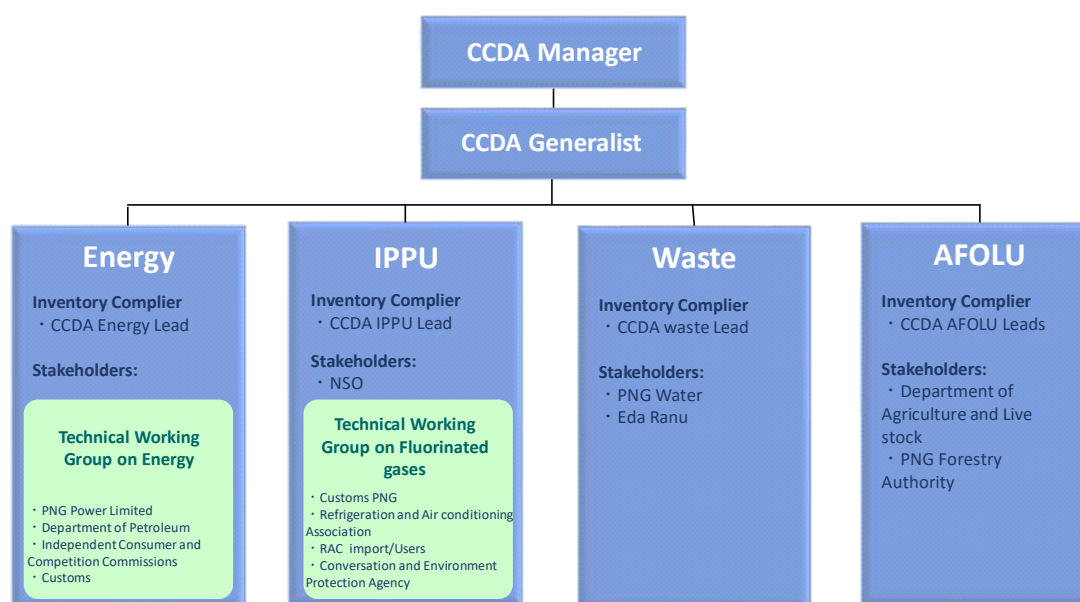 CCDA Manager
CCDA Generalist
Energy
Inventory Complier
· CCDA Energy Lead
Stakeholders:
Technical Working
Group on Energy
· PNG Power Limited
· Department of Petroleum
· Independent Consumer and
Competition Commissions
· Customs
IPPU
Inventory Complier
· CCDA IPPU Lead
Stakeholders:
· NSO
Technical Working
Group on Fluorinated
gases
· Customs PNG
· Refrigeration and Air conditioning
Association
· RAC import/Users
· Conversation and Environment
Protection Agency
Waste
Inventory Complier
· CCDA waste Lead
Stakeholders:
· PNG Water
· Eda Ranu
AFOLU
Inventory Complier
· CCDA AFOLU Leads
Stakeholders:
· Department of
Agriculture and Live
stock
· PNG Forestry
Authority